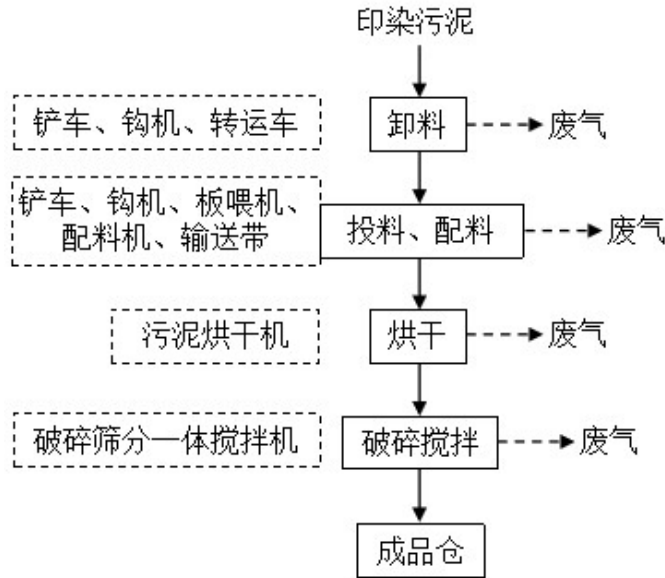 印染污泥
铲车、钩机、转运车
卸料
废气
铲车、钩机、板喂机、
配料机、输送带
投料、配料
废气
污泥烘干机
烘干
废气
破碎筛分一体搅拌机
破碎搅拌
废气
成品仓